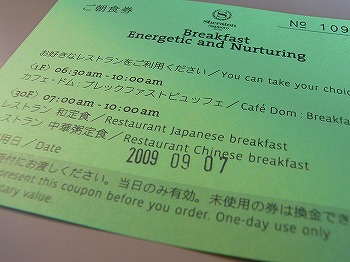 ご朝食券
Sheraton
No 109
Breakfast
Energetic and Nurturing
お好きなレストランをご利用ください／You can take your choice
(1F) 06:30am-10:00am
カフェ・ドム：ブレックファストビュッフェ／Café Dom : Breakfa
(30F) 07:00am-10:00am
レストラン 和定食／Restaurant Japanese breakfast
レストラン 中華粥定食／Restaurant Chinese breakfast
用日／Date
2009 09 07
付にお渡しください。当日のみ有効。未使用の券は換金でき
present this coupon before you order. One-day use only
tary value.